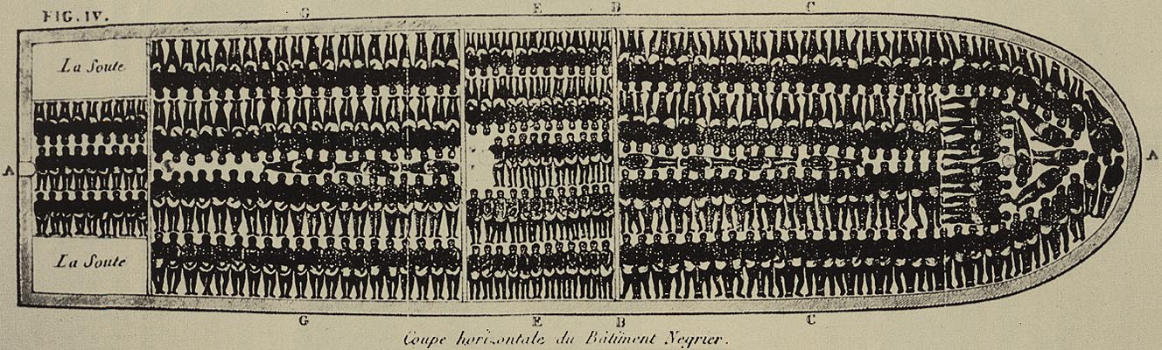 FIG. IV.
G E D C
La Soute
A A
La Soute
G E B C
Coupe horizontale du Bâtiment Negrier.